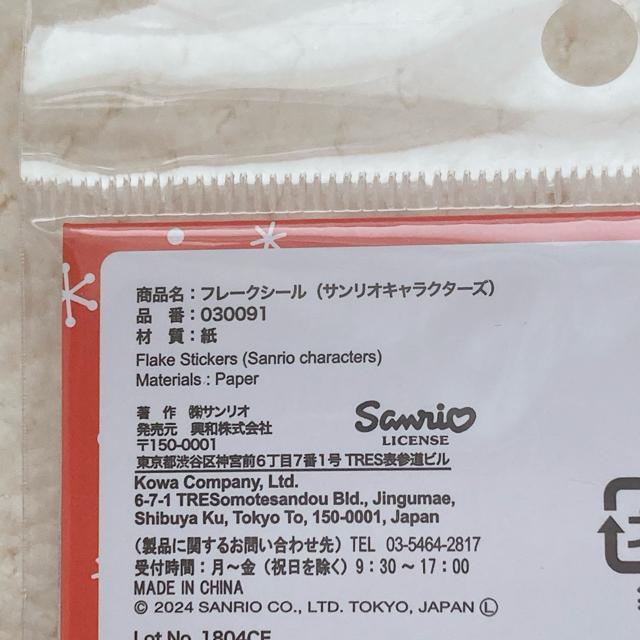 商品名：フレークシール（サンリオキャラクターズ）
品　番：030091
材　質：紙
Flake Stickers (Sanrio characters)
Materials : Paper
著　作　㈱サンリオ
発売元　興和株式会社
Sanrio
LICENSE
〒150-0001
東京都渋谷区神宮前6丁目7番1号 TRES表参道ビル
Kowa Company, Ltd.
6-7-1 TRESomotesandou Bld., Jingumae,
Shibuya Ku, Tokyo To, 150-0001, Japan
（製品に関するお問い合わせ先）TEL 03-5464-2817
受付時間：月～金（祝日を除く）9：30～17：00
MADE IN CHINA
© 2024 SANRIO CO., LTD. TOKYO, JAPAN Ⓛ
Lot No. 1804CF